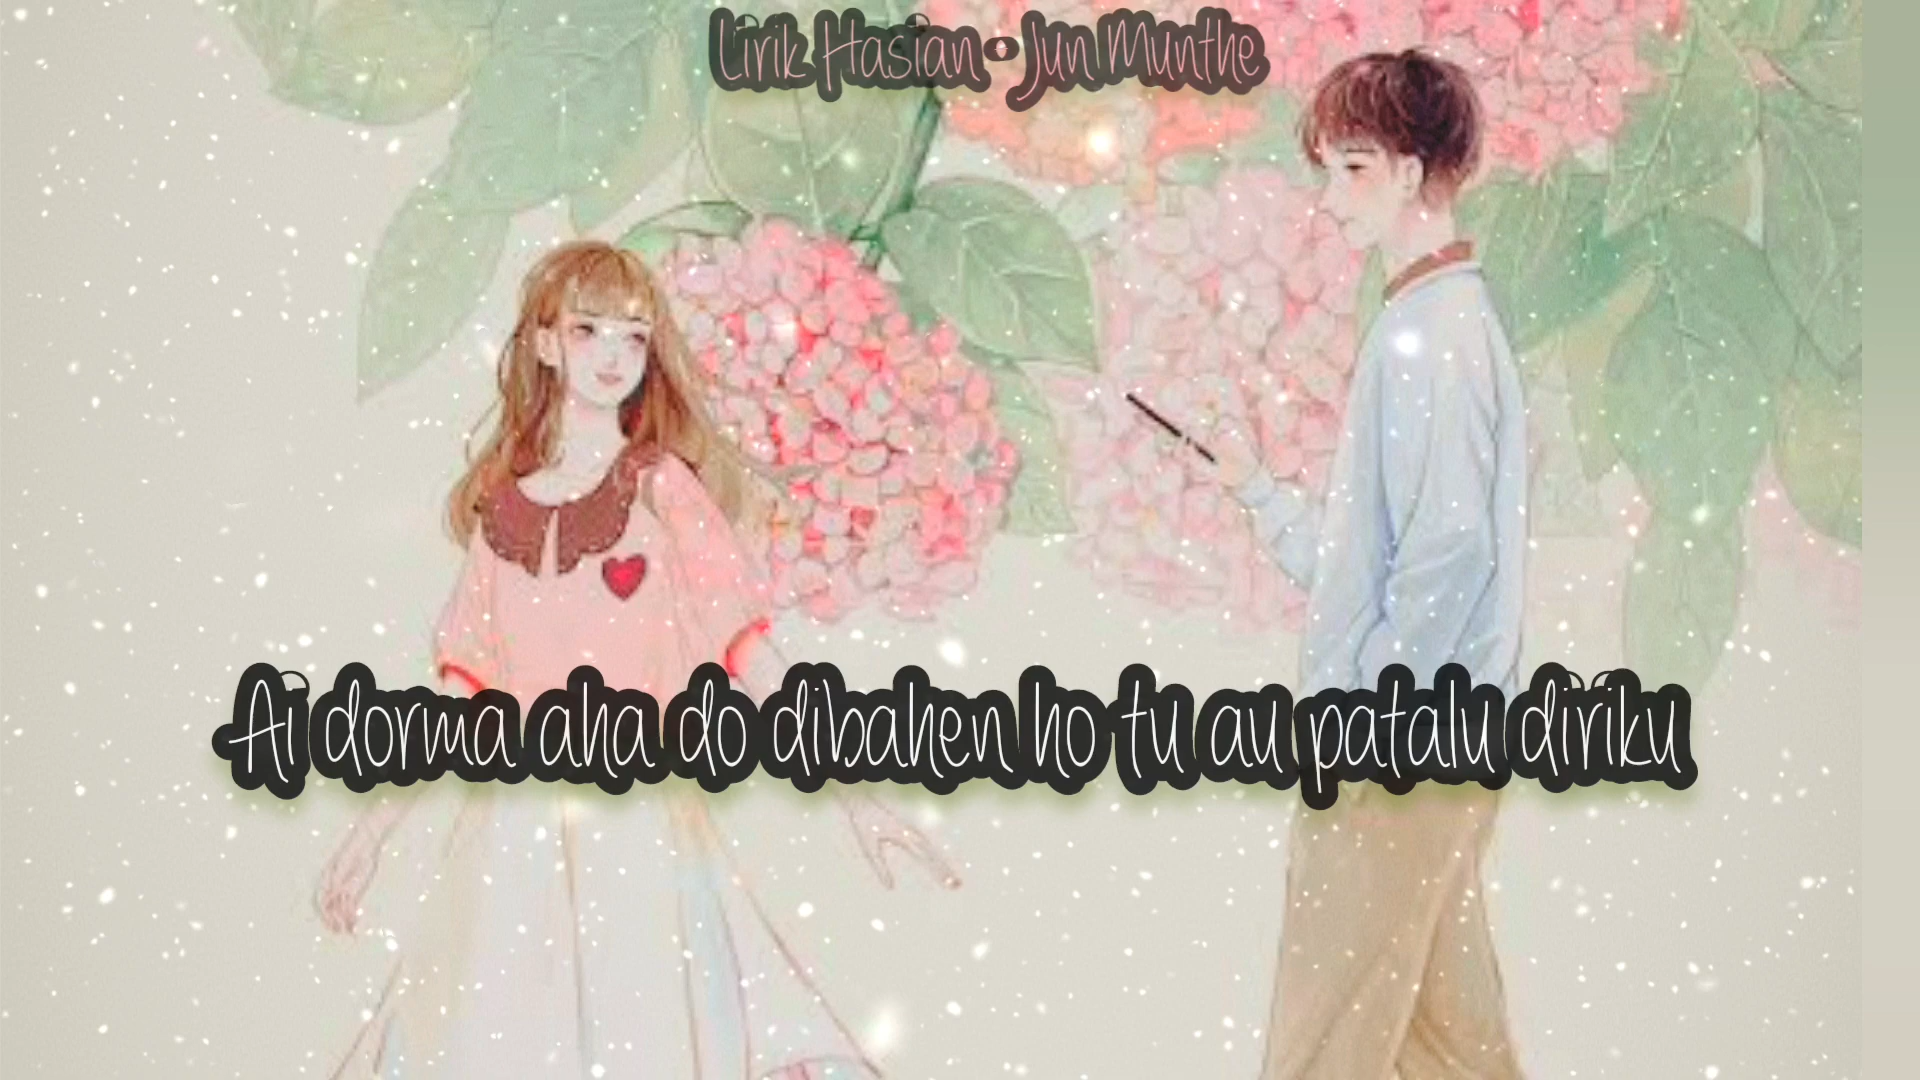 Lirik Hasian • Jun Munthe
Ai dorma aha do dibahen ho tu au patalu diriku